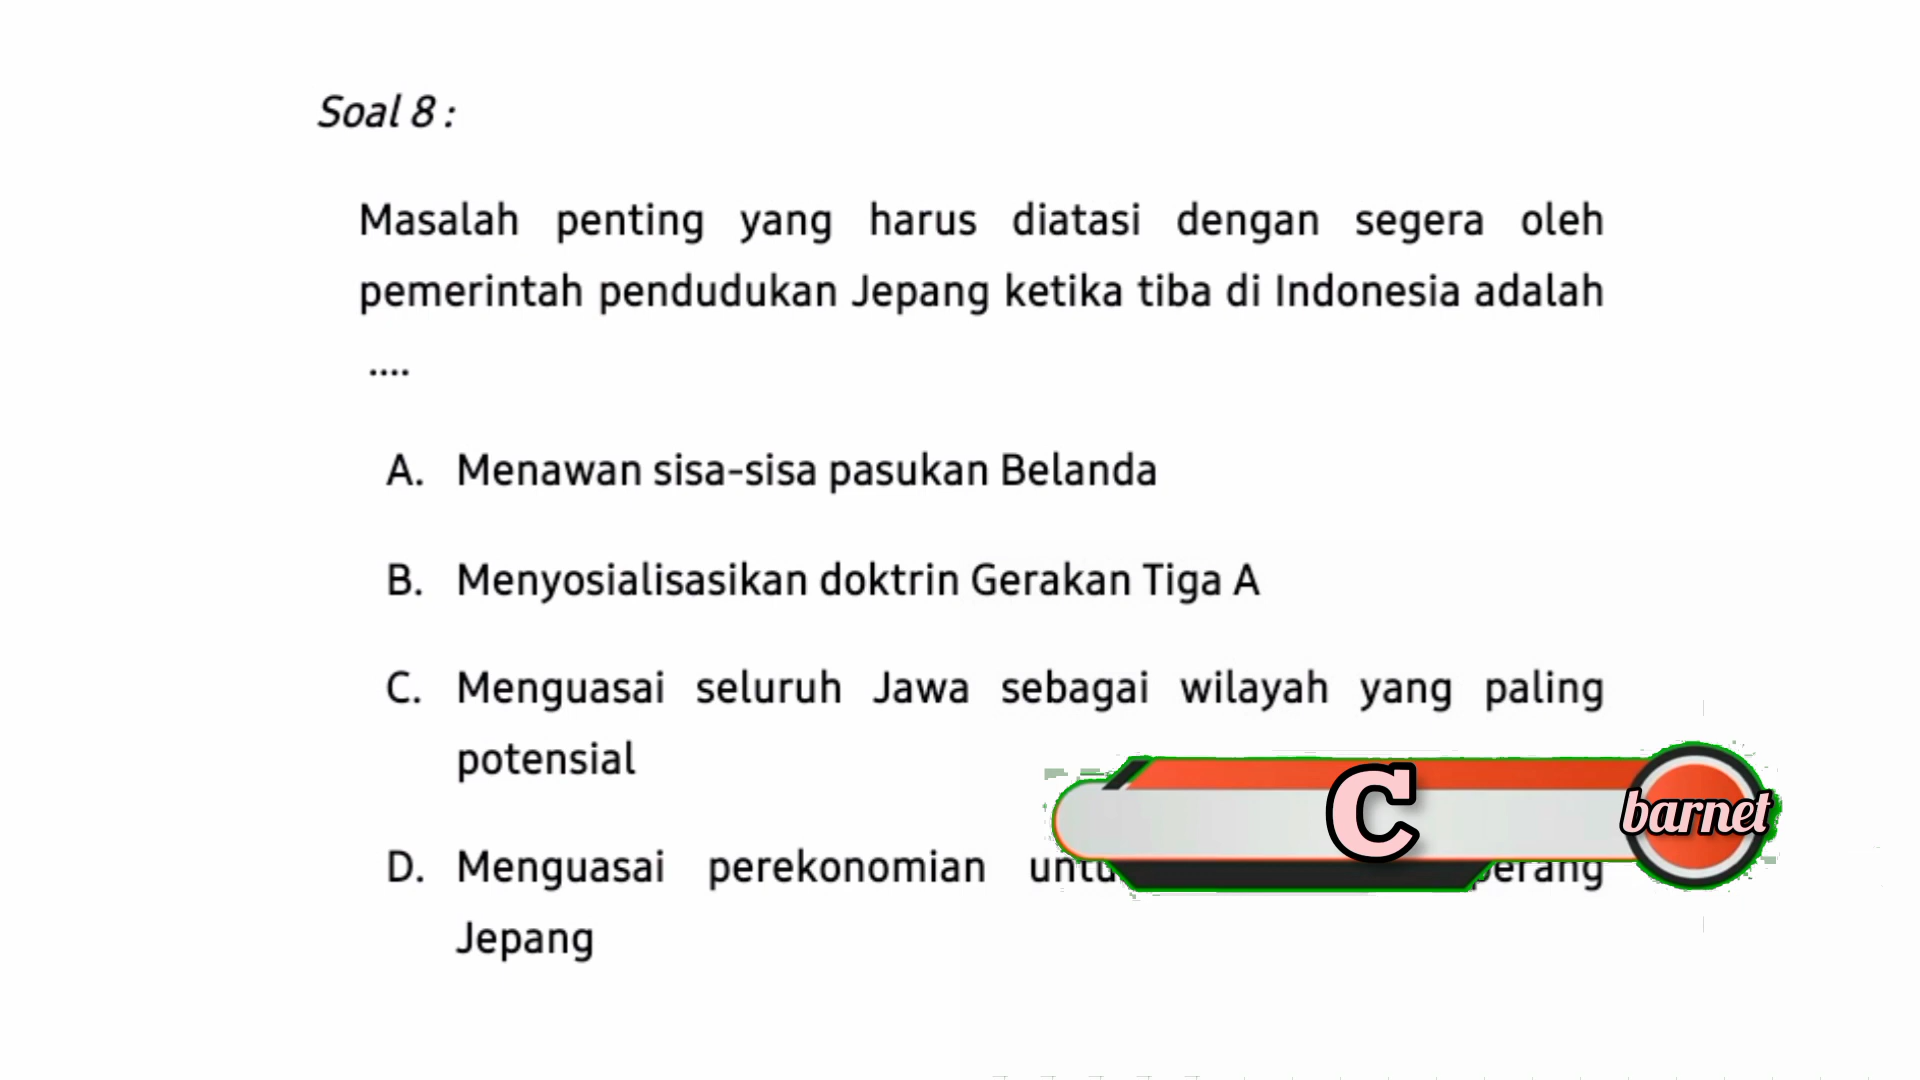 Soal 8 :
Masalah penting yang harus diatasi dengan segera oleh
pemerintah pendudukan Jepang ketika tiba di Indonesia adalah
....
A. Menawan sisa-sisa pasukan Belanda
B. Menyosialisasikan doktrin Gerakan Tiga A
C. Menguasai seluruh Jawa sebagai wilayah yang paling
potensial
C
barnet
D. Menguasai perekonomian perang
Jepang